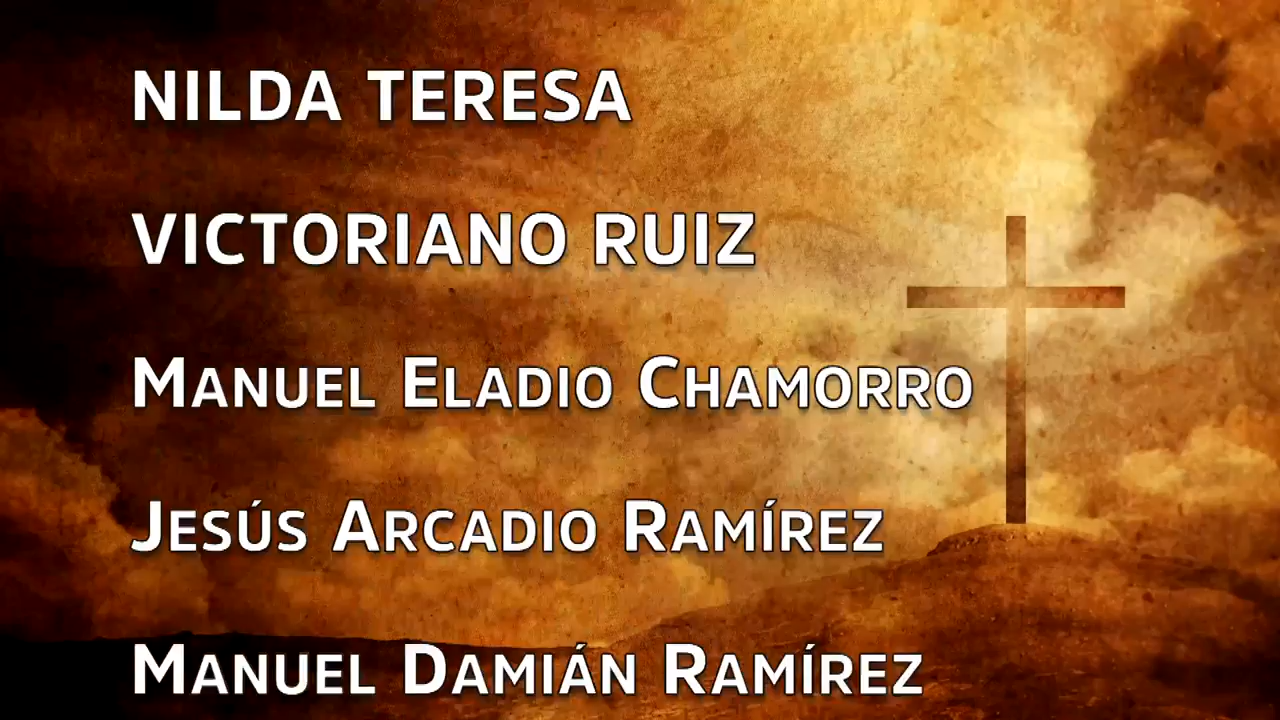 NILDA TERESA
VICTORIANO RUIZ
Manuel Eladio Chamorro
Jesús Arcadio Ramírez
Manuel Damián Ramírez